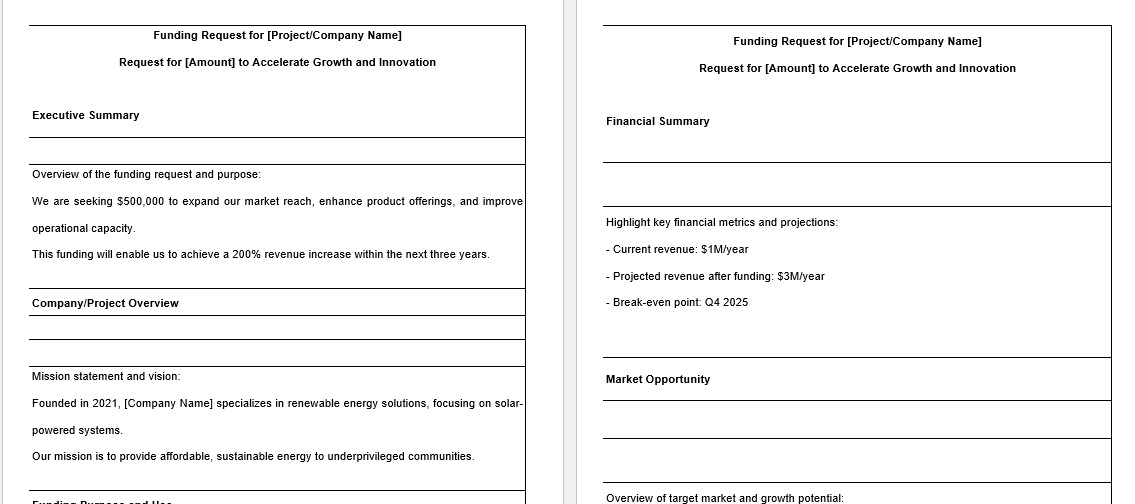 Funding Request for [Project/Company Name]
Request for [Amount] to Accelerate Growth and Innovation
Executive Summary
Overview of the funding request and purpose:
We are seeking $500,000 to expand our market reach, enhance product offerings, and improve
operational capacity.
This funding will enable us to achieve a 200% revenue increase within the next three years.
Company/Project Overview
Mission statement and vision:
Founded in 2021, [Company Name] specializes in renewable energy solutions, focusing on solar-
powered systems.
Our mission is to provide affordable, sustainable energy to underprivileged communities.
Funding Purpose and Use
Funding Request for [Project/Company Name]
Request for [Amount] to Accelerate Growth and Innovation
Financial Summary
Highlight key financial metrics and projections:
- Current revenue: $1M/year
- Projected revenue after funding: $3M/year
- Break-even point: Q4 2025
Market Opportunity
Overview of target market and growth potential: